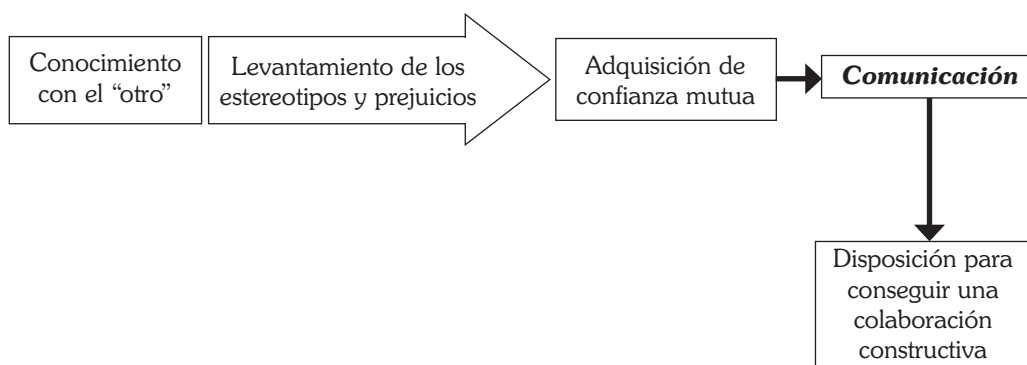 Conocimiento
con el “otro”
Levantamiento de los
estereotipos y prejuicios
Adquisición de
confianza mutua
Comunicación
Disposición para
conseguir una
colaboración
constructiva